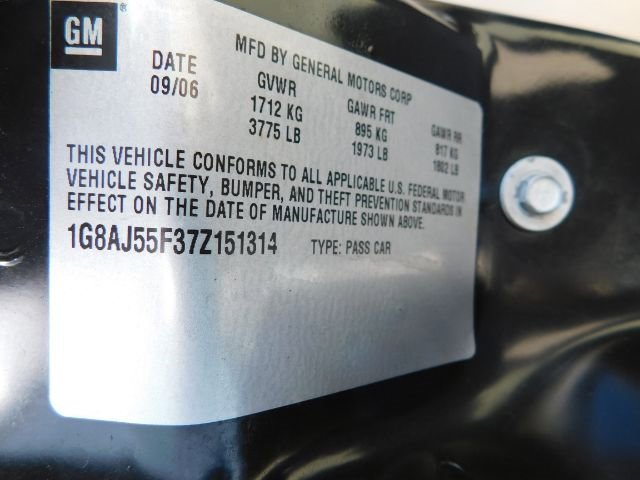 GM
MFD BY GENERAL MOTORS CORP
DATE GVWR GAWR FRT GAWR RR
09/06 1712 KG 895 KG 817 KG
3775 LB 1973 LB 1802 LB
THIS VEHICLE CONFORMS TO ALL APPLICABLE U.S. FEDERAL MOTOR
VEHICLE SAFETY, BUMPER, AND THEFT PREVENTION STANDARDS IN
EFFECT ON THE DATE OF MANUFACTURE SHOWN ABOVE.
1G8AJ55F37Z151314 TYPE: PASS CAR